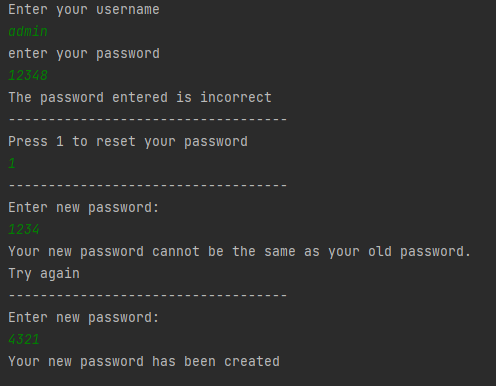 Enter your username
admin
enter your password
12348
The password entered is incorrect
-----------------------------------
Press 1 to reset your password
1
-----------------------------------
Enter new password:
1234
Your new password cannot be the same as your old password.
Try again
-----------------------------------
Enter new password:
4321
Your new password has been created